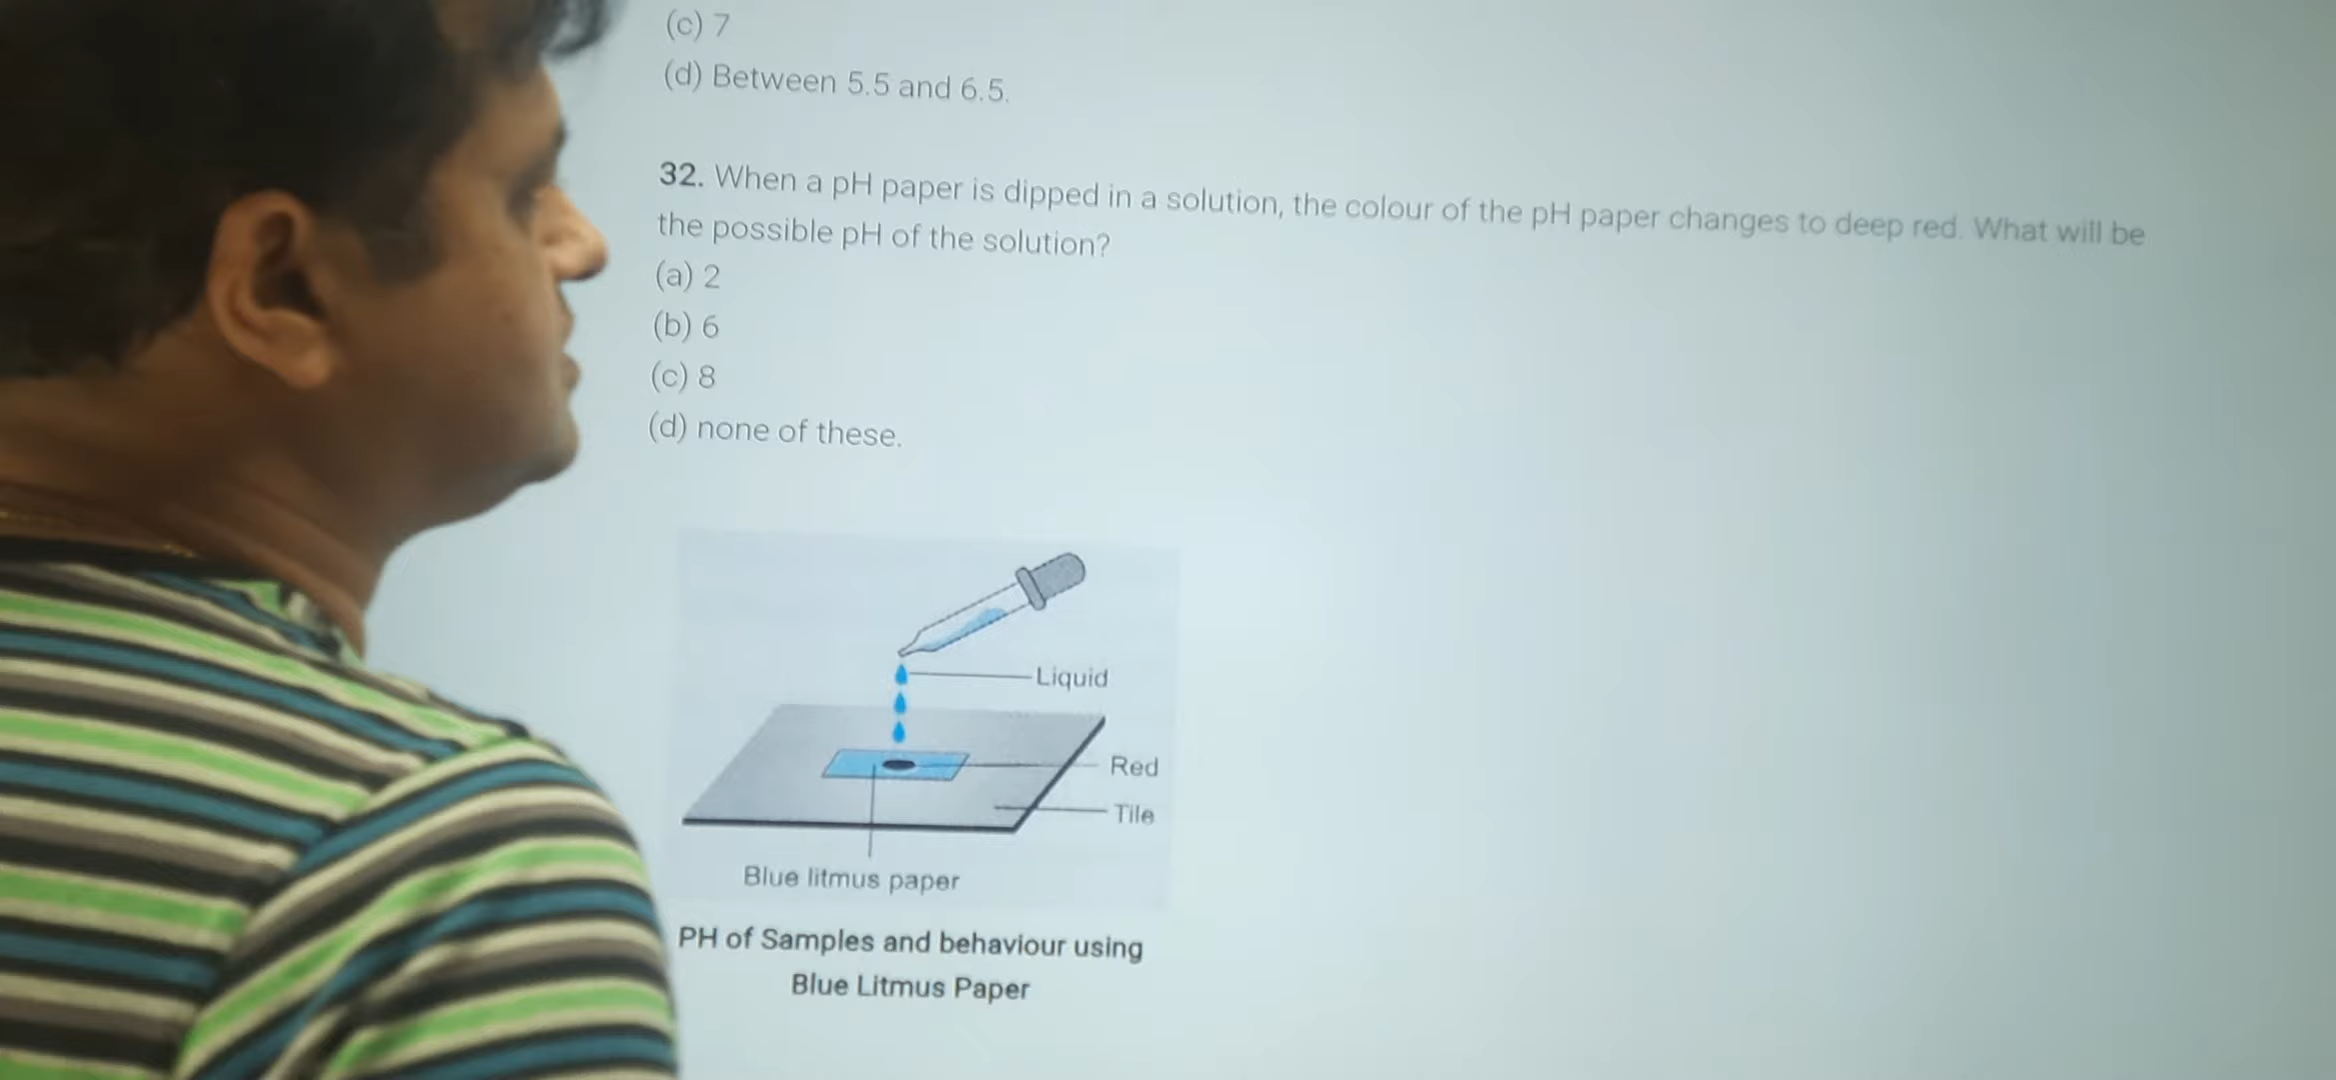 (c) 7
(d) Between 5.5 and 6.5.
32. When a pH paper is dipped in a solution, the colour of the pH paper changes to deep red. What will be
the possible pH of the solution?
(a) 2
(b) 6
(c) 8
(d) none of these.
Liquid
Red
Tile
Blue litmus paper
PH of Samples and behaviour using
Blue Litmus Paper